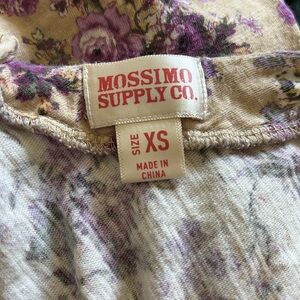 MOSSIMO
SUPPLY CO.
SIZE XS
MADE IN
CHINA